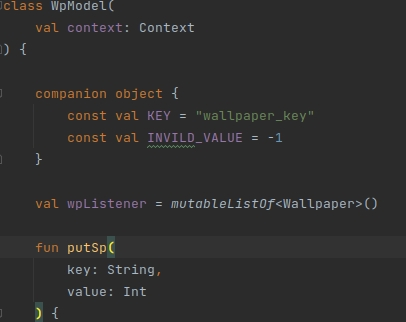 class WpModel(
    val context: Context
) {
    companion object {
        const val KEY = "wallpaper_key"
        const val INVILD_VALUE = -1
    }
    val wpListener = mutableListOf<Wallpaper>()
    fun putSp(
        key: String,
        value: Int
    ) {